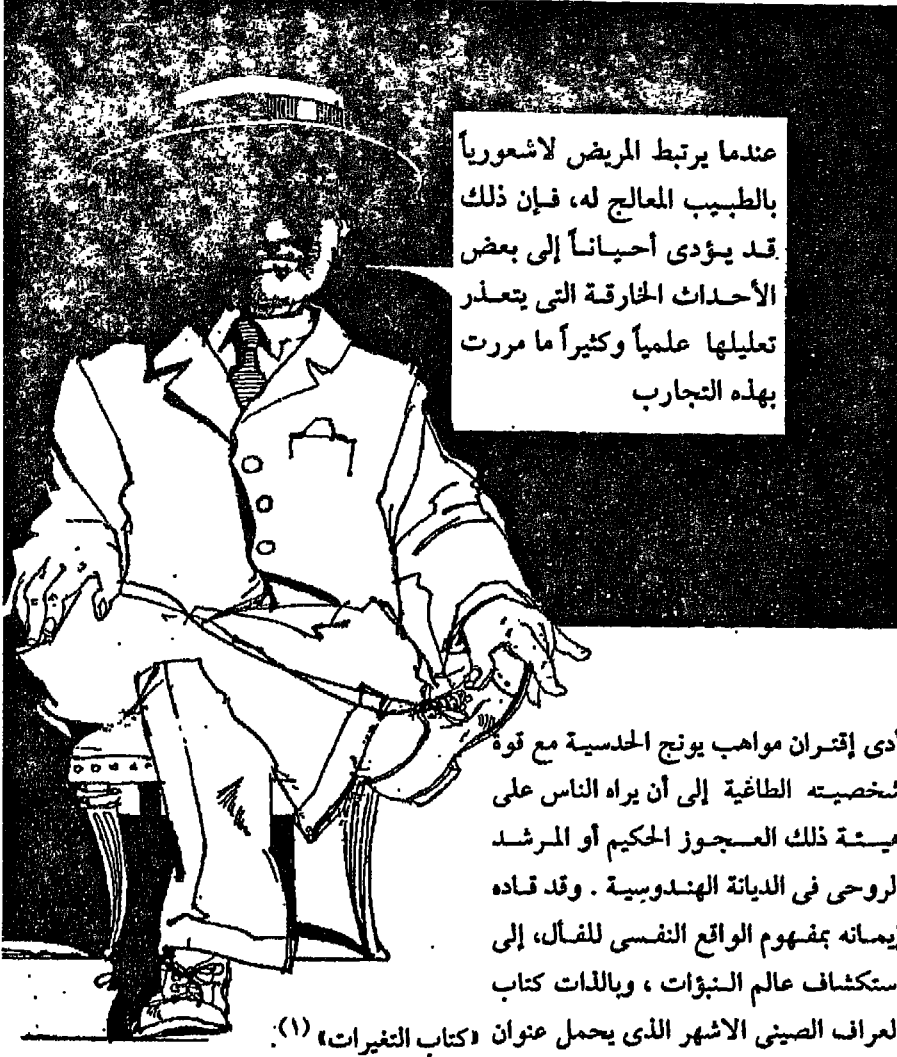 عندما يرتبط المريض لاشعورياً
بالطبيب المعالج له، فإن ذلك
قد يؤدى أحياناً إلى بعض
الأحداث الخارقة التى يتعذر
تعليلها علمياً وكثيراً ما مررت
بهذه التجارب
أدى إقتران مواهب يونج الحدسية مع قوة
شخصيته الطاغية إلى أن يراه الناس على
هيئة ذلك العجوز الحكيم أو المرشد
لروحى فى الديانة الهندوسية . وقد قاده
إيمانه بمفهوم الواقع النفسى للفأل، إلى
ستكشاف عالم النبؤات ، وبالذات كتاب
لعراف الصينى الاشهر الذى يحمل عنوان «كتاب التغيرات» (١).